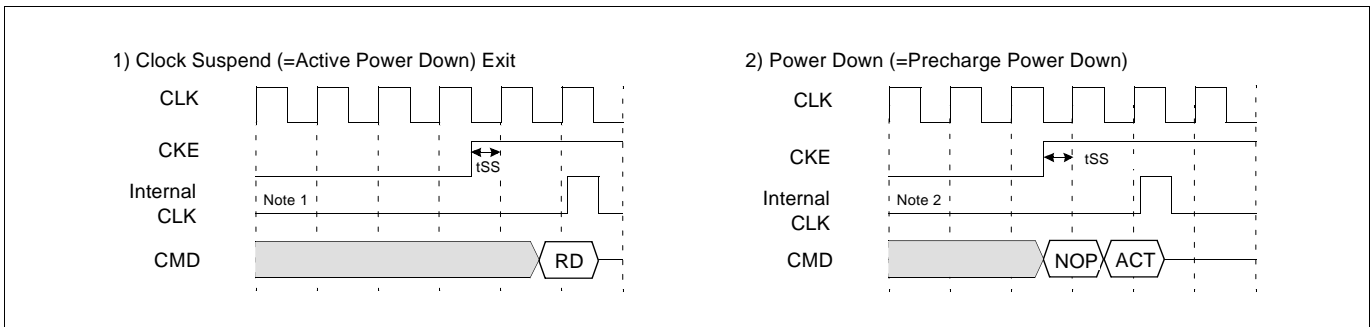 1) Clock Suspend (=Active Power Down) Exit
CLK
CKE
tSS
Internal
CLK
Note 1
CMD
RD
2) Power Down (=Precharge Power Down)
CLK
CKE
tSS
Internal
CLK
Note 2
CMD
NOP
ACT